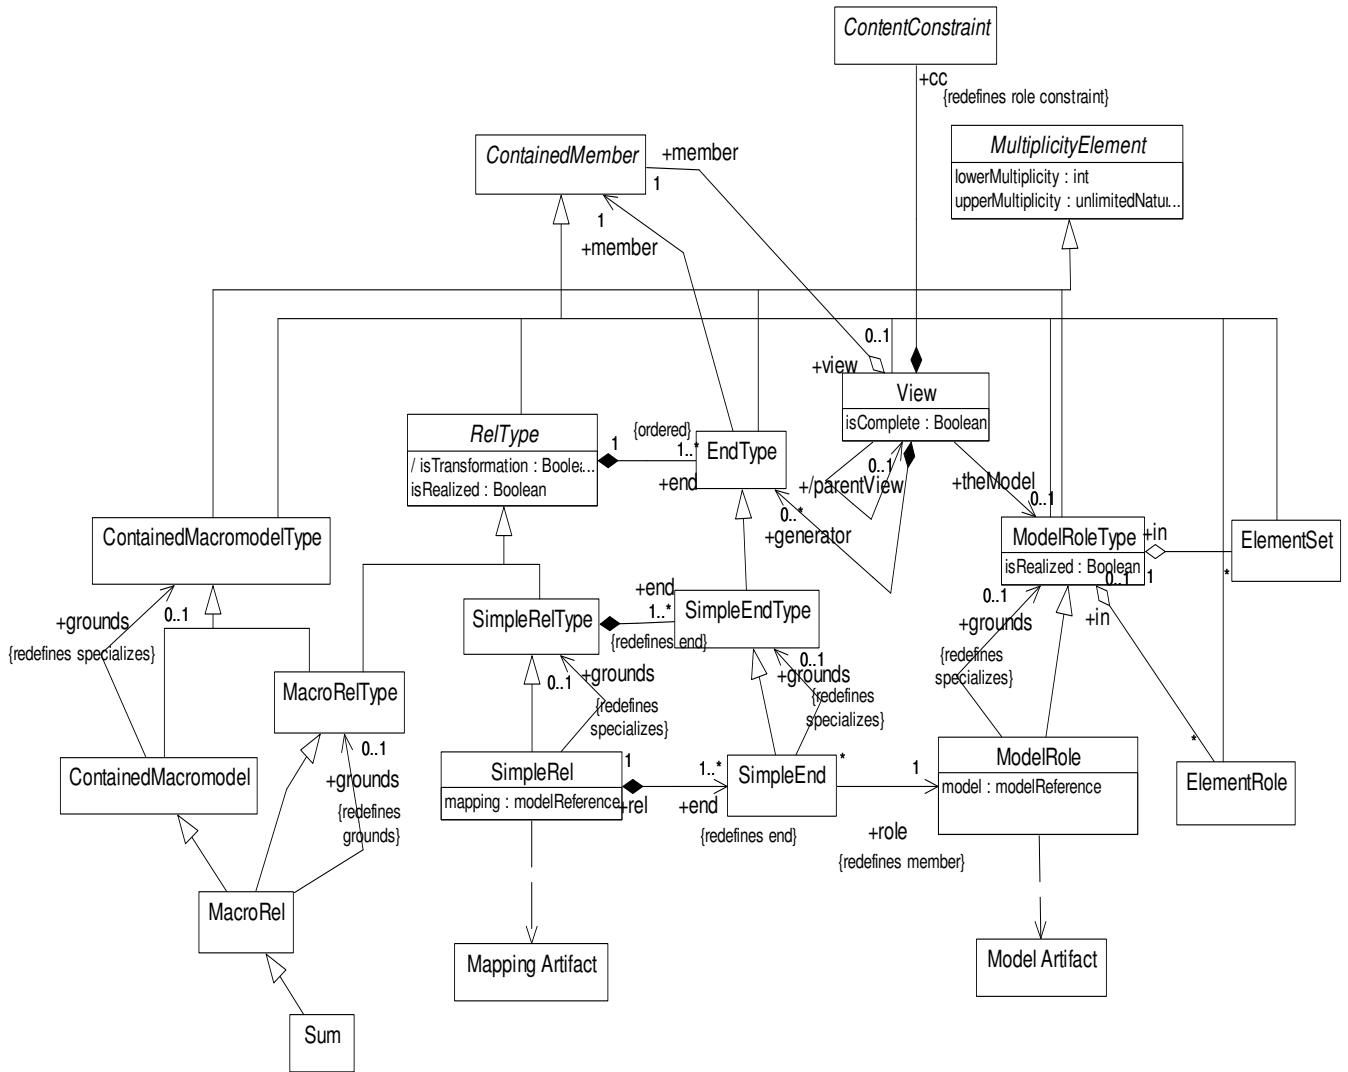 ContentConstraint
+cc
{redefines role constraint}
MultiplicityElement
lowerMultiplicity : int
upperMultiplicity : unlimitedNatu...
ContainedMember
+member
1
1
+member
0..1
+view
View
isComplete : Boolean
RelType
/ isTransformation : Boolea...
isRealized : Boolean
1
{ordered}
1..*
+end
EndType
0..1
+/parentView
+theModel
0..1
0..*
+generator
ContainedMacromodelType
ModelRoleType
isRealized : Boolean
+in
1
*
ElementSet
0..1
+in
+grounds
{redefines specializes}
0..1
SimpleRelType
+end
1..*
{redefines end}
SimpleEndType
0..1
+grounds
{redefines
specializes}
MacroRelType
+grounds
0..1
{redefines
specializes}
0..1
+grounds
{redefines
specializes}
ContainedMacromodel
0..1
+grounds
{redefines
grounds}
SimpleRel
mapping : modelReference
1
+rel
1..*
+end
{redefines end}
SimpleEnd
*
1
+role
{redefines member}
ModelRole
model : modelReference
*
ElementRole
MacroRel
Mapping Artifact
Model Artifact
Sum